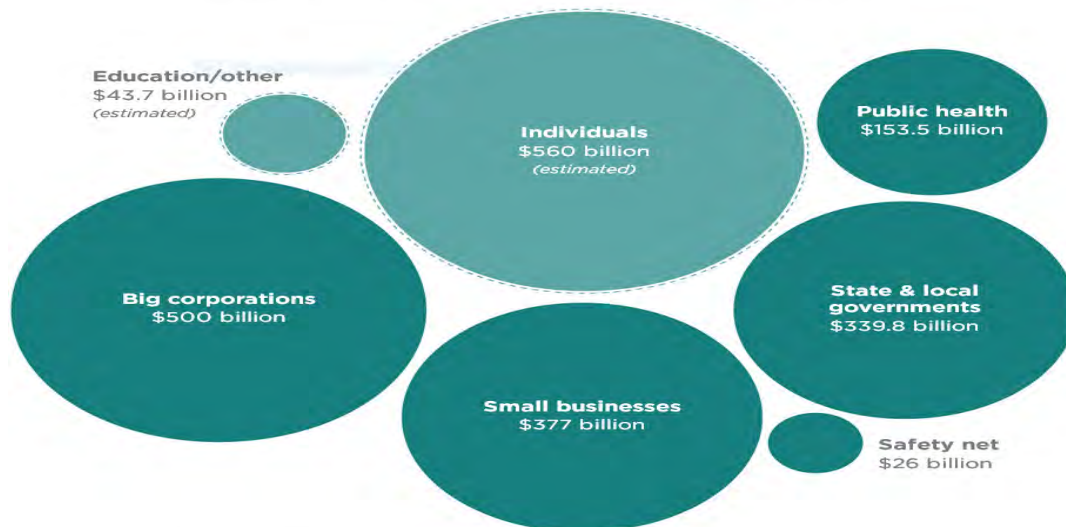 Education/other
$43.7 billion
(estimated)
Individuals
$560 billion
(estimated)
Public health
$153.5 billion
Big corporations
$500 billion
State & local
governments
$339.8 billion
Small businesses
$377 billion
Safety net
$26 billion